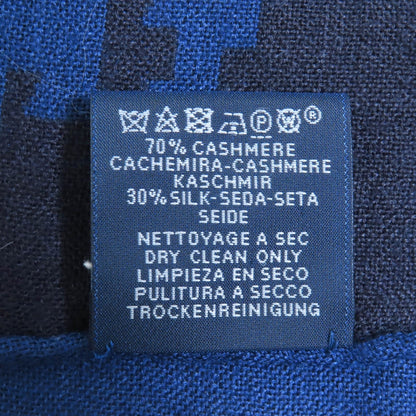 P W ®
70% CASHMERE
CACHEMIRA-CASHMERE
KASCHMIR
30% SILK-SEDA-SETA
SEIDE
NETTOYAGE A SEC
DRY CLEAN ONLY
LIMPIEZA EN SECO
PULITURA A SECCO
TROCKENREINIGUNG